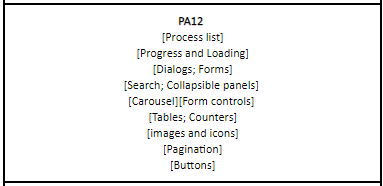 PA12
[Process list]
[Progress and Loading]
[Dialogs; Forms]
[Search; Collapsible panels]
[Carousel][Form controls]
[Tables; Counters]
[images and icons]
[Pagination]
[Buttons]